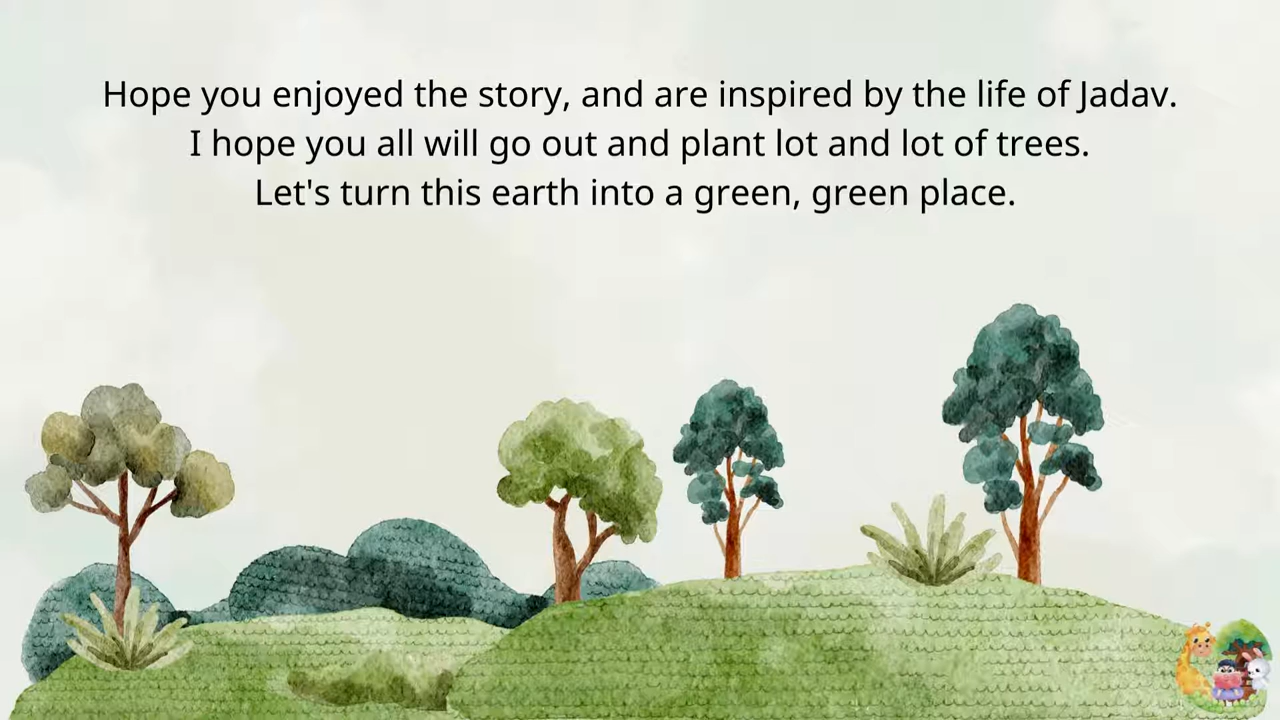 Hope you enjoyed the story, and are inspired by the life of Jadav.
I hope you all will go out and plant lot and lot of trees.
Let's turn this earth into a green, green place.